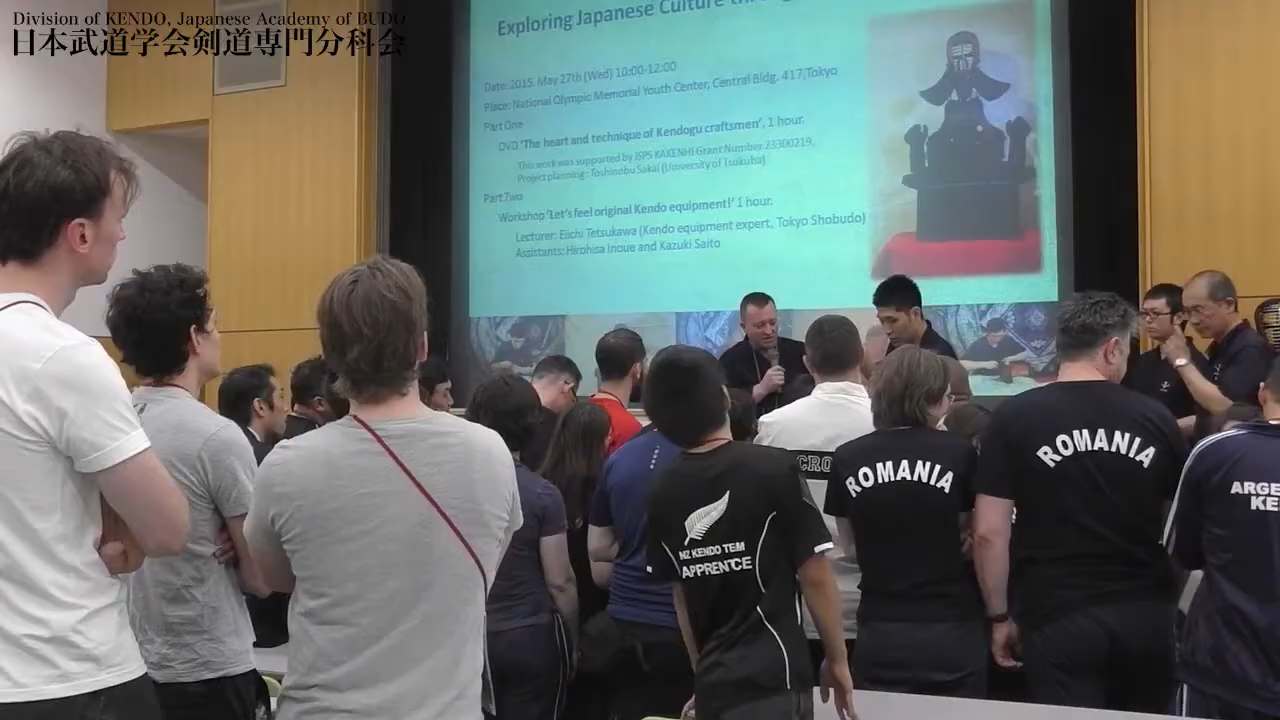 Division of KENDO, Japanese Academy of BUDO
日本武道学会剣道専門分科会
Exploring Japanese Culture
Date: 2015. May 27th (Wed) 10:00-12:00
Place: National Olympic Memorial Youth Center, Central Bldg. 417,Tokyo
Part One
DVD 'The heart and technique of Kendogu craftsmen', 1 hour.
This work was supported by JSPS KAKENHI Grant Number 23300219.
Project planning: Toshinobu Sakai (University of Tsukuba)
Part Two
Workshop 'Let's feel original Kendo equipment!' 1 hour.
Lecturer: Eiichi Tetsukawa (Kendo equipment expert, Tokyo Shobudo)
Assistants: Hirohisa Inoue and Kazuki Saito
CRO
ROMANIA
ROMANIA
NZ KENDO TEM
APPRENCE
ARGE
KE